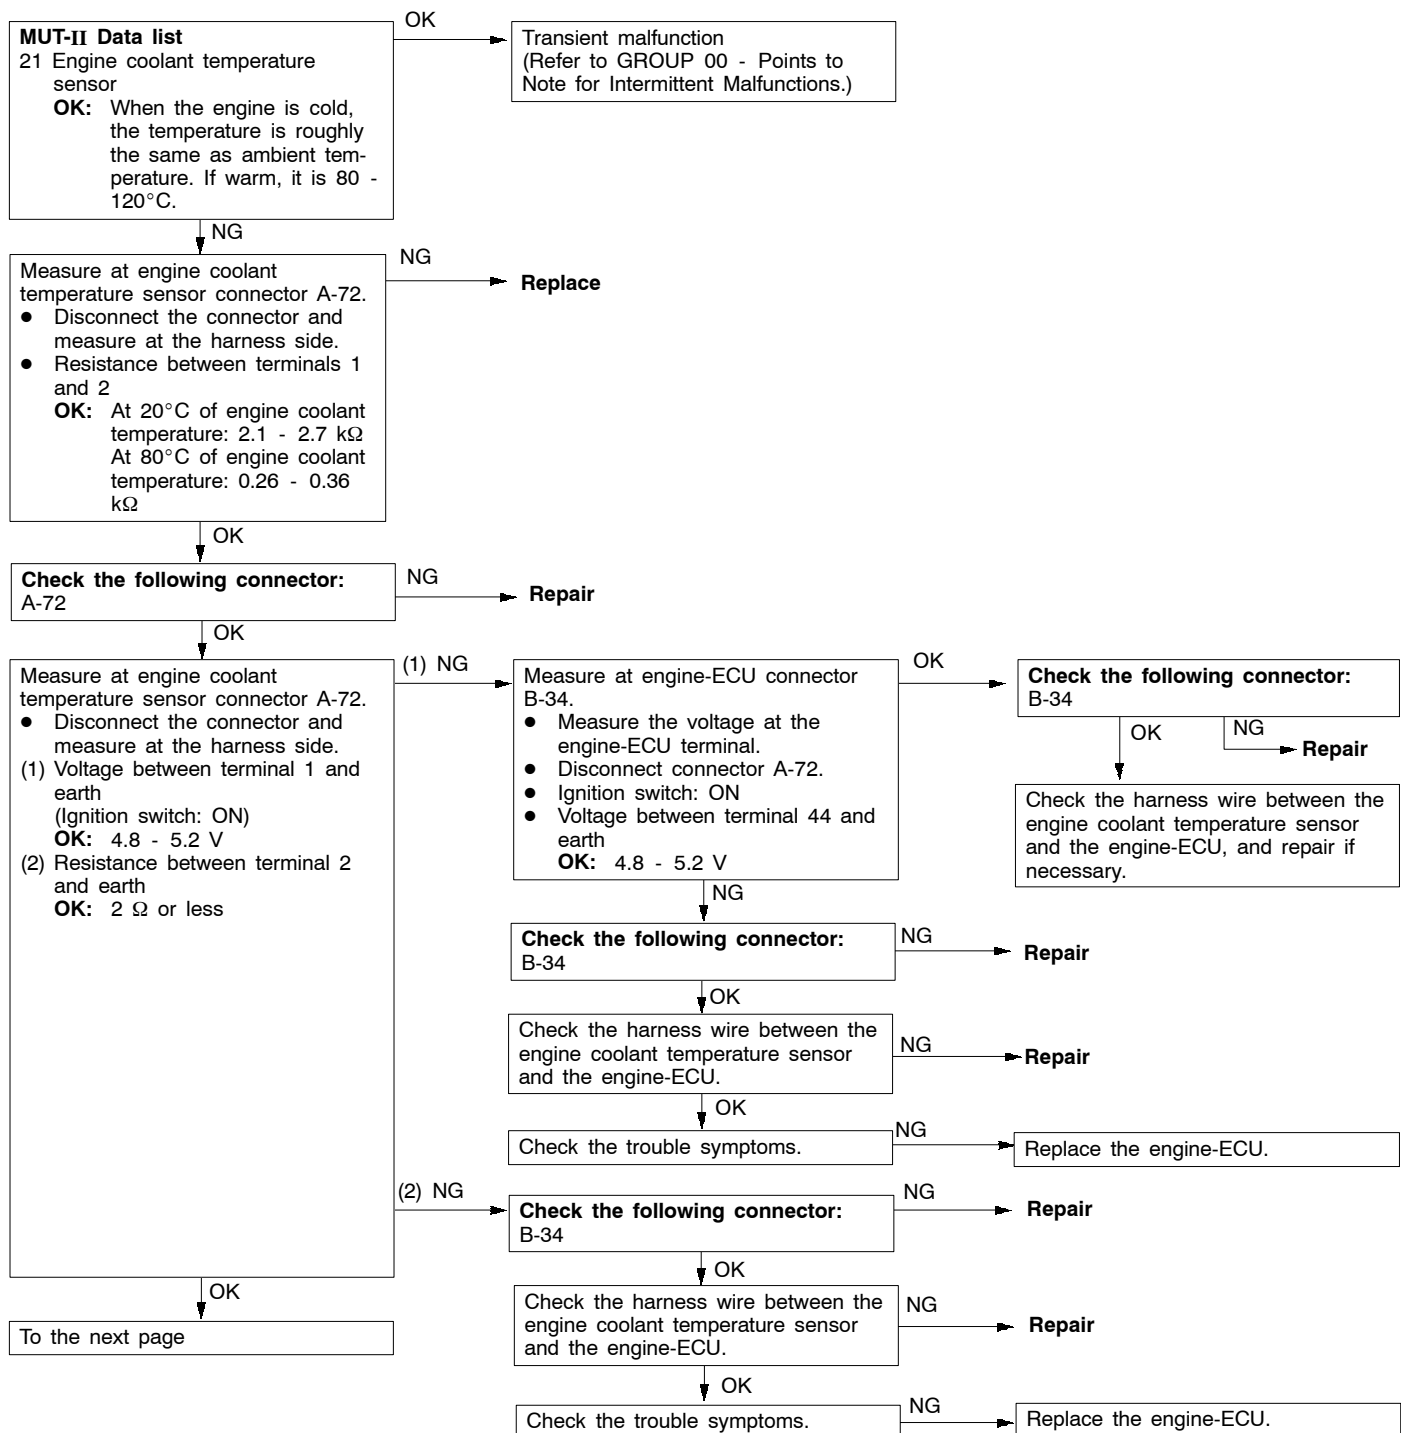 MUT-II Data list
21 Engine coolant temperature
sensor
OK: When the engine is cold,
the temperature is roughly
the same as ambient tem-
perature. If warm, it is 80 -
120°C.
OK
Transient malfunction
(Refer to GROUP 00 - Points to
Note for Intermittent Malfunctions.)
NG
Measure at engine coolant
temperature sensor connector A-72.
● Disconnect the connector and
measure at the harness side.
● Resistance between terminals 1
and 2
OK: At 20°C of engine coolant
temperature: 2.1 - 2.7 kΩ
At 80°C of engine coolant
temperature: 0.26 - 0.36
kΩ
NG
Replace
OK
Check the following connector:
A-72
NG
Repair
OK
Measure at engine coolant
temperature sensor connector A-72.
● Disconnect the connector and
measure at the harness side.
(1) Voltage between terminal 1 and
earth
(Ignition switch: ON)
OK: 4.8 - 5.2 V
(2) Resistance between terminal 2
and earth
OK: 2 Ω or less
(1) NG
Measure at engine-ECU connector
B-34.
● Measure the voltage at the
engine-ECU terminal.
● Disconnect connector A-72.
● Ignition switch: ON
● Voltage between terminal 44 and
earth
OK: 4.8 - 5.2 V
OK
Check the following connector:
B-34
OK
NG
Repair
Check the harness wire between the
engine coolant temperature sensor
and the engine-ECU, and repair if
necessary.
NG
Check the following connector:
B-34
NG
Repair
OK
Check the harness wire between the
engine coolant temperature sensor
and the engine-ECU.
NG
Repair
OK
Check the trouble symptoms.
NG
Replace the engine-ECU.
(2) NG
Check the following connector:
B-34
NG
Repair
OK
Check the harness wire between the
engine coolant temperature sensor
and the engine-ECU.
NG
Repair
OK
Check the trouble symptoms.
NG
Replace the engine-ECU.
OK
To the next page